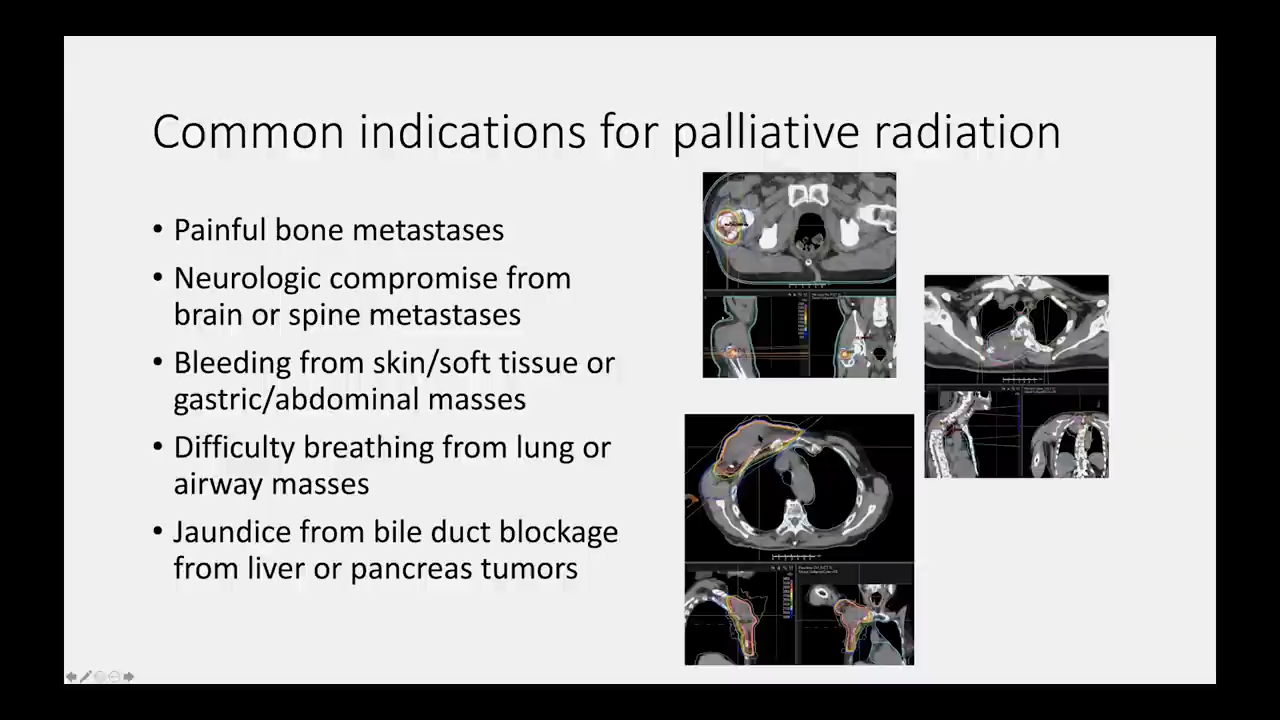 Common indications for palliative radiation
• Painful bone metastases
• Neurologic compromise from
brain or spine metastases
• Bleeding from skin/soft tissue or
gastric/abdominal masses
• Difficulty breathing from lung or
airway masses
• Jaundice from bile duct blockage
from liver or pancreas tumors